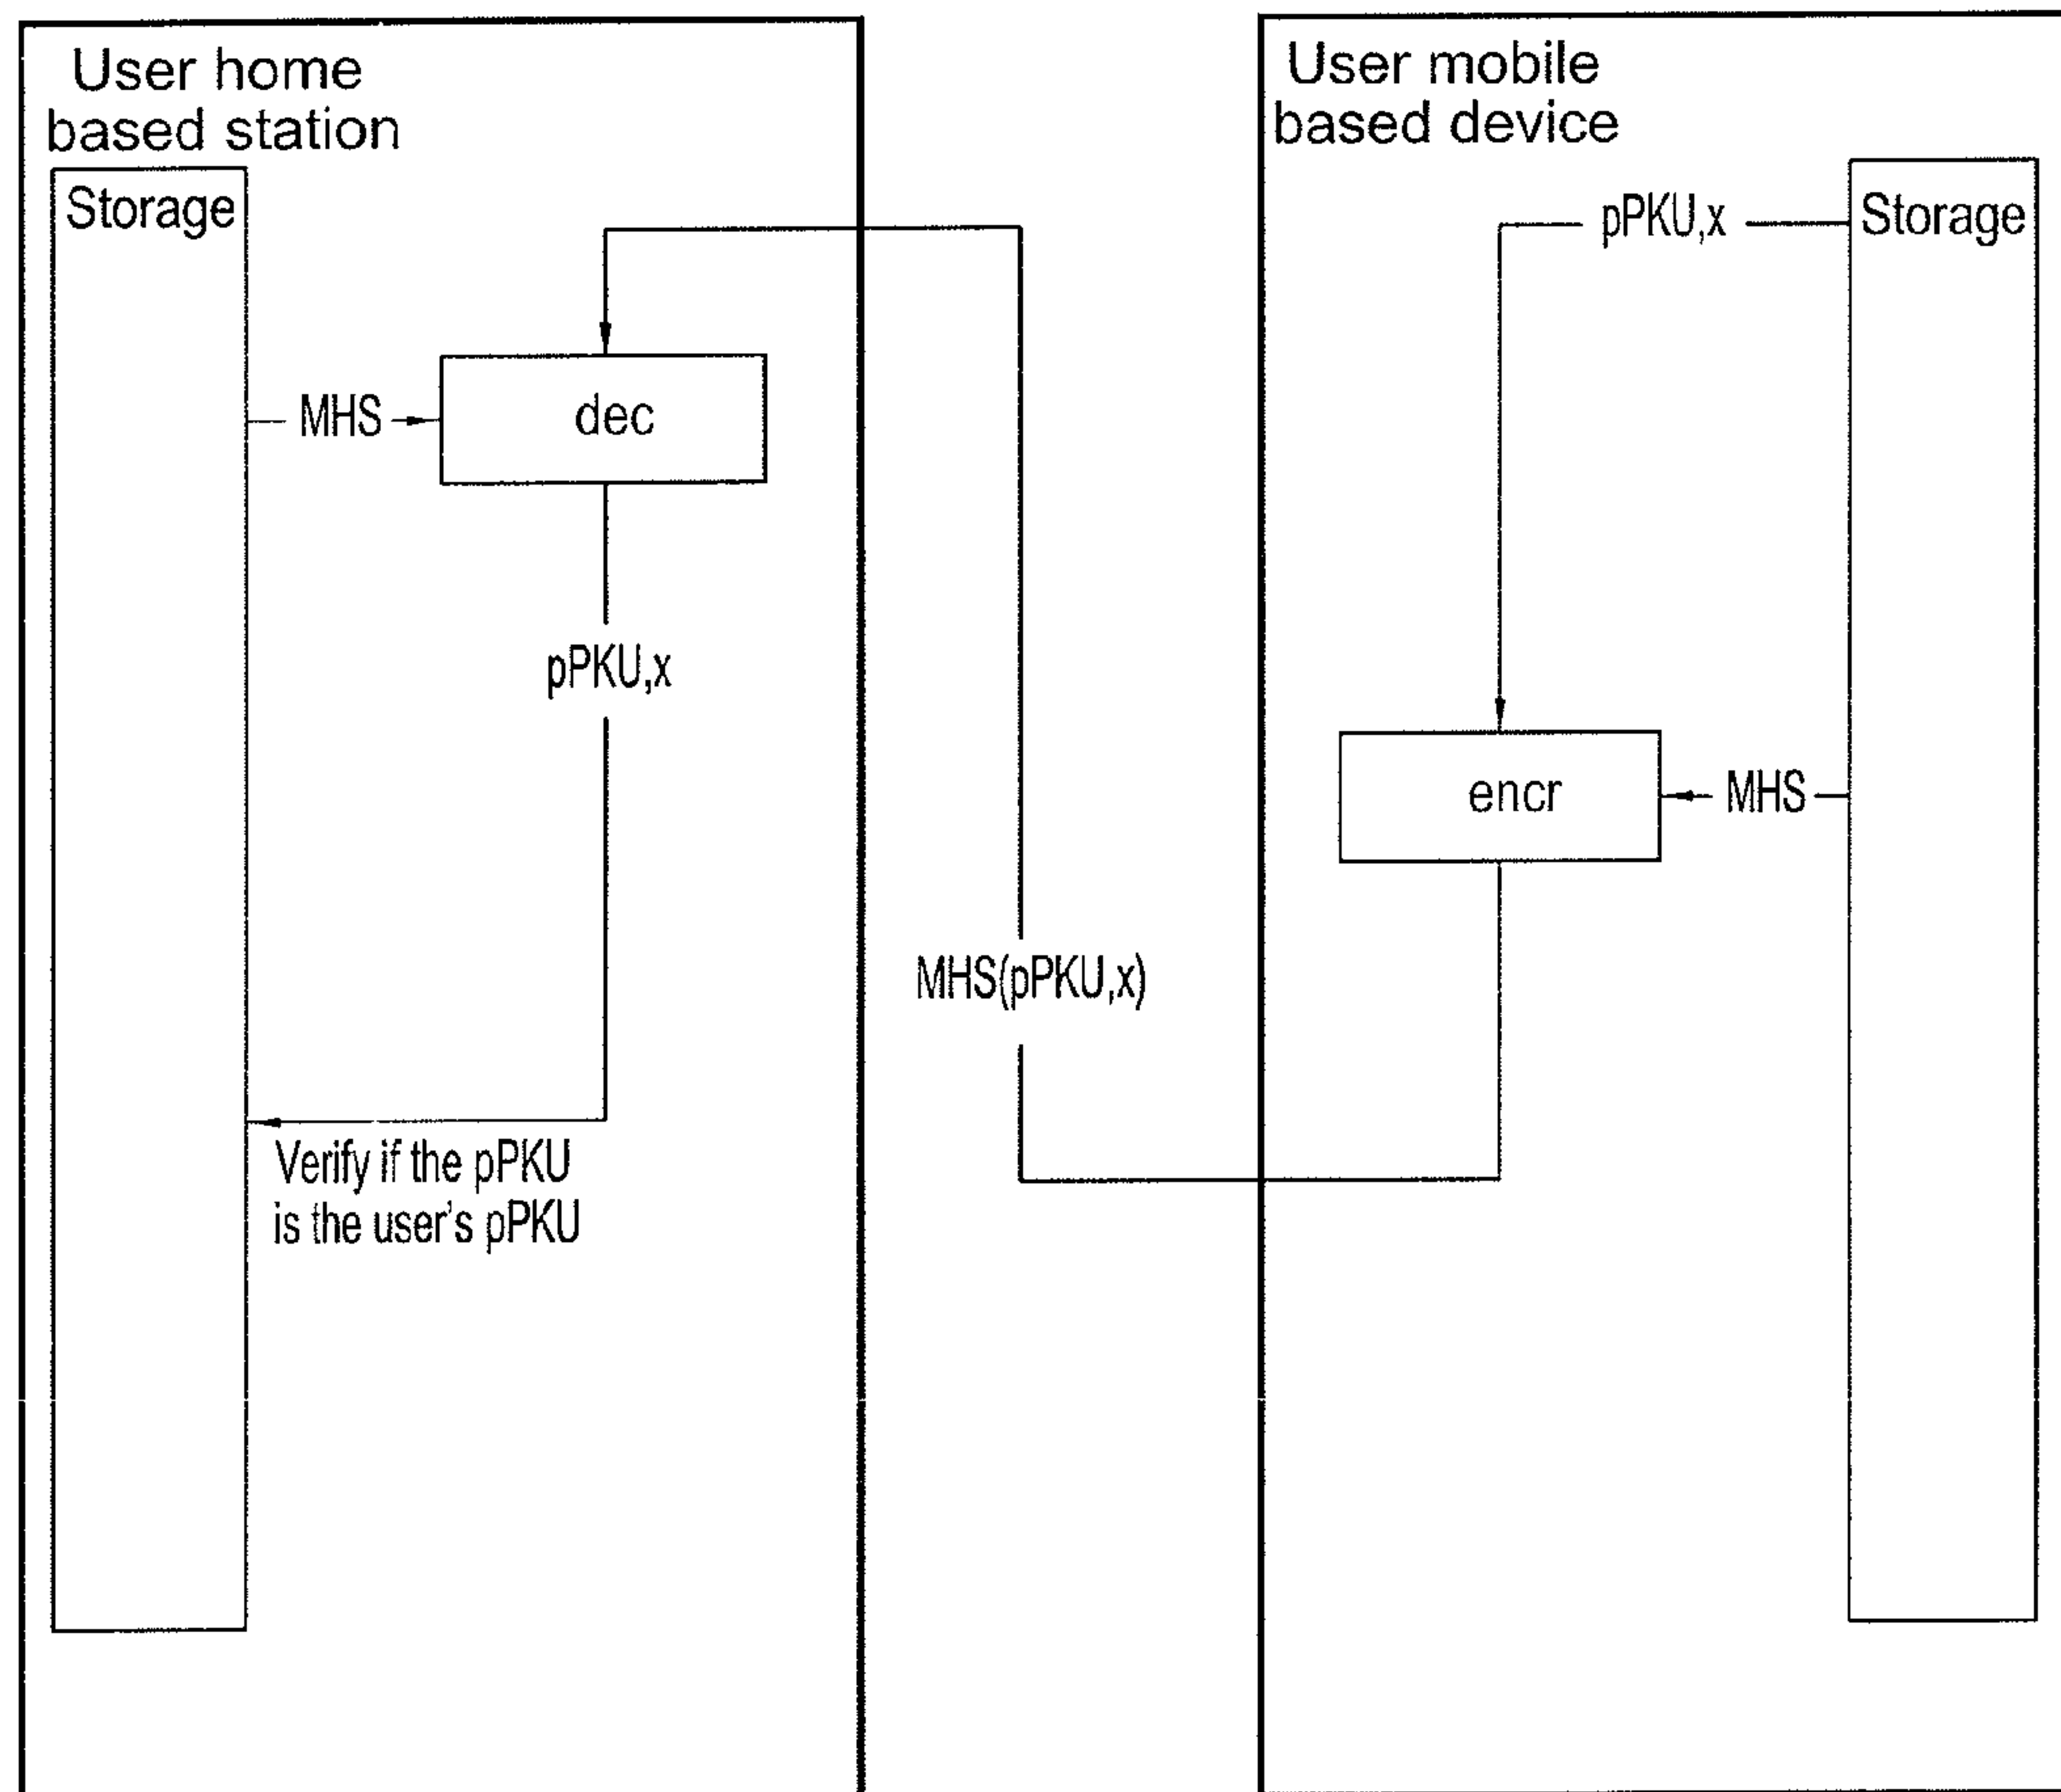 User home
based station
Storage
MHS
dec
pPKU,x
Verify if the pPKU
is the user's pPKU
MHS(pPKU,x)
User mobile
based device
pPKU,x
Storage
encr
MHS